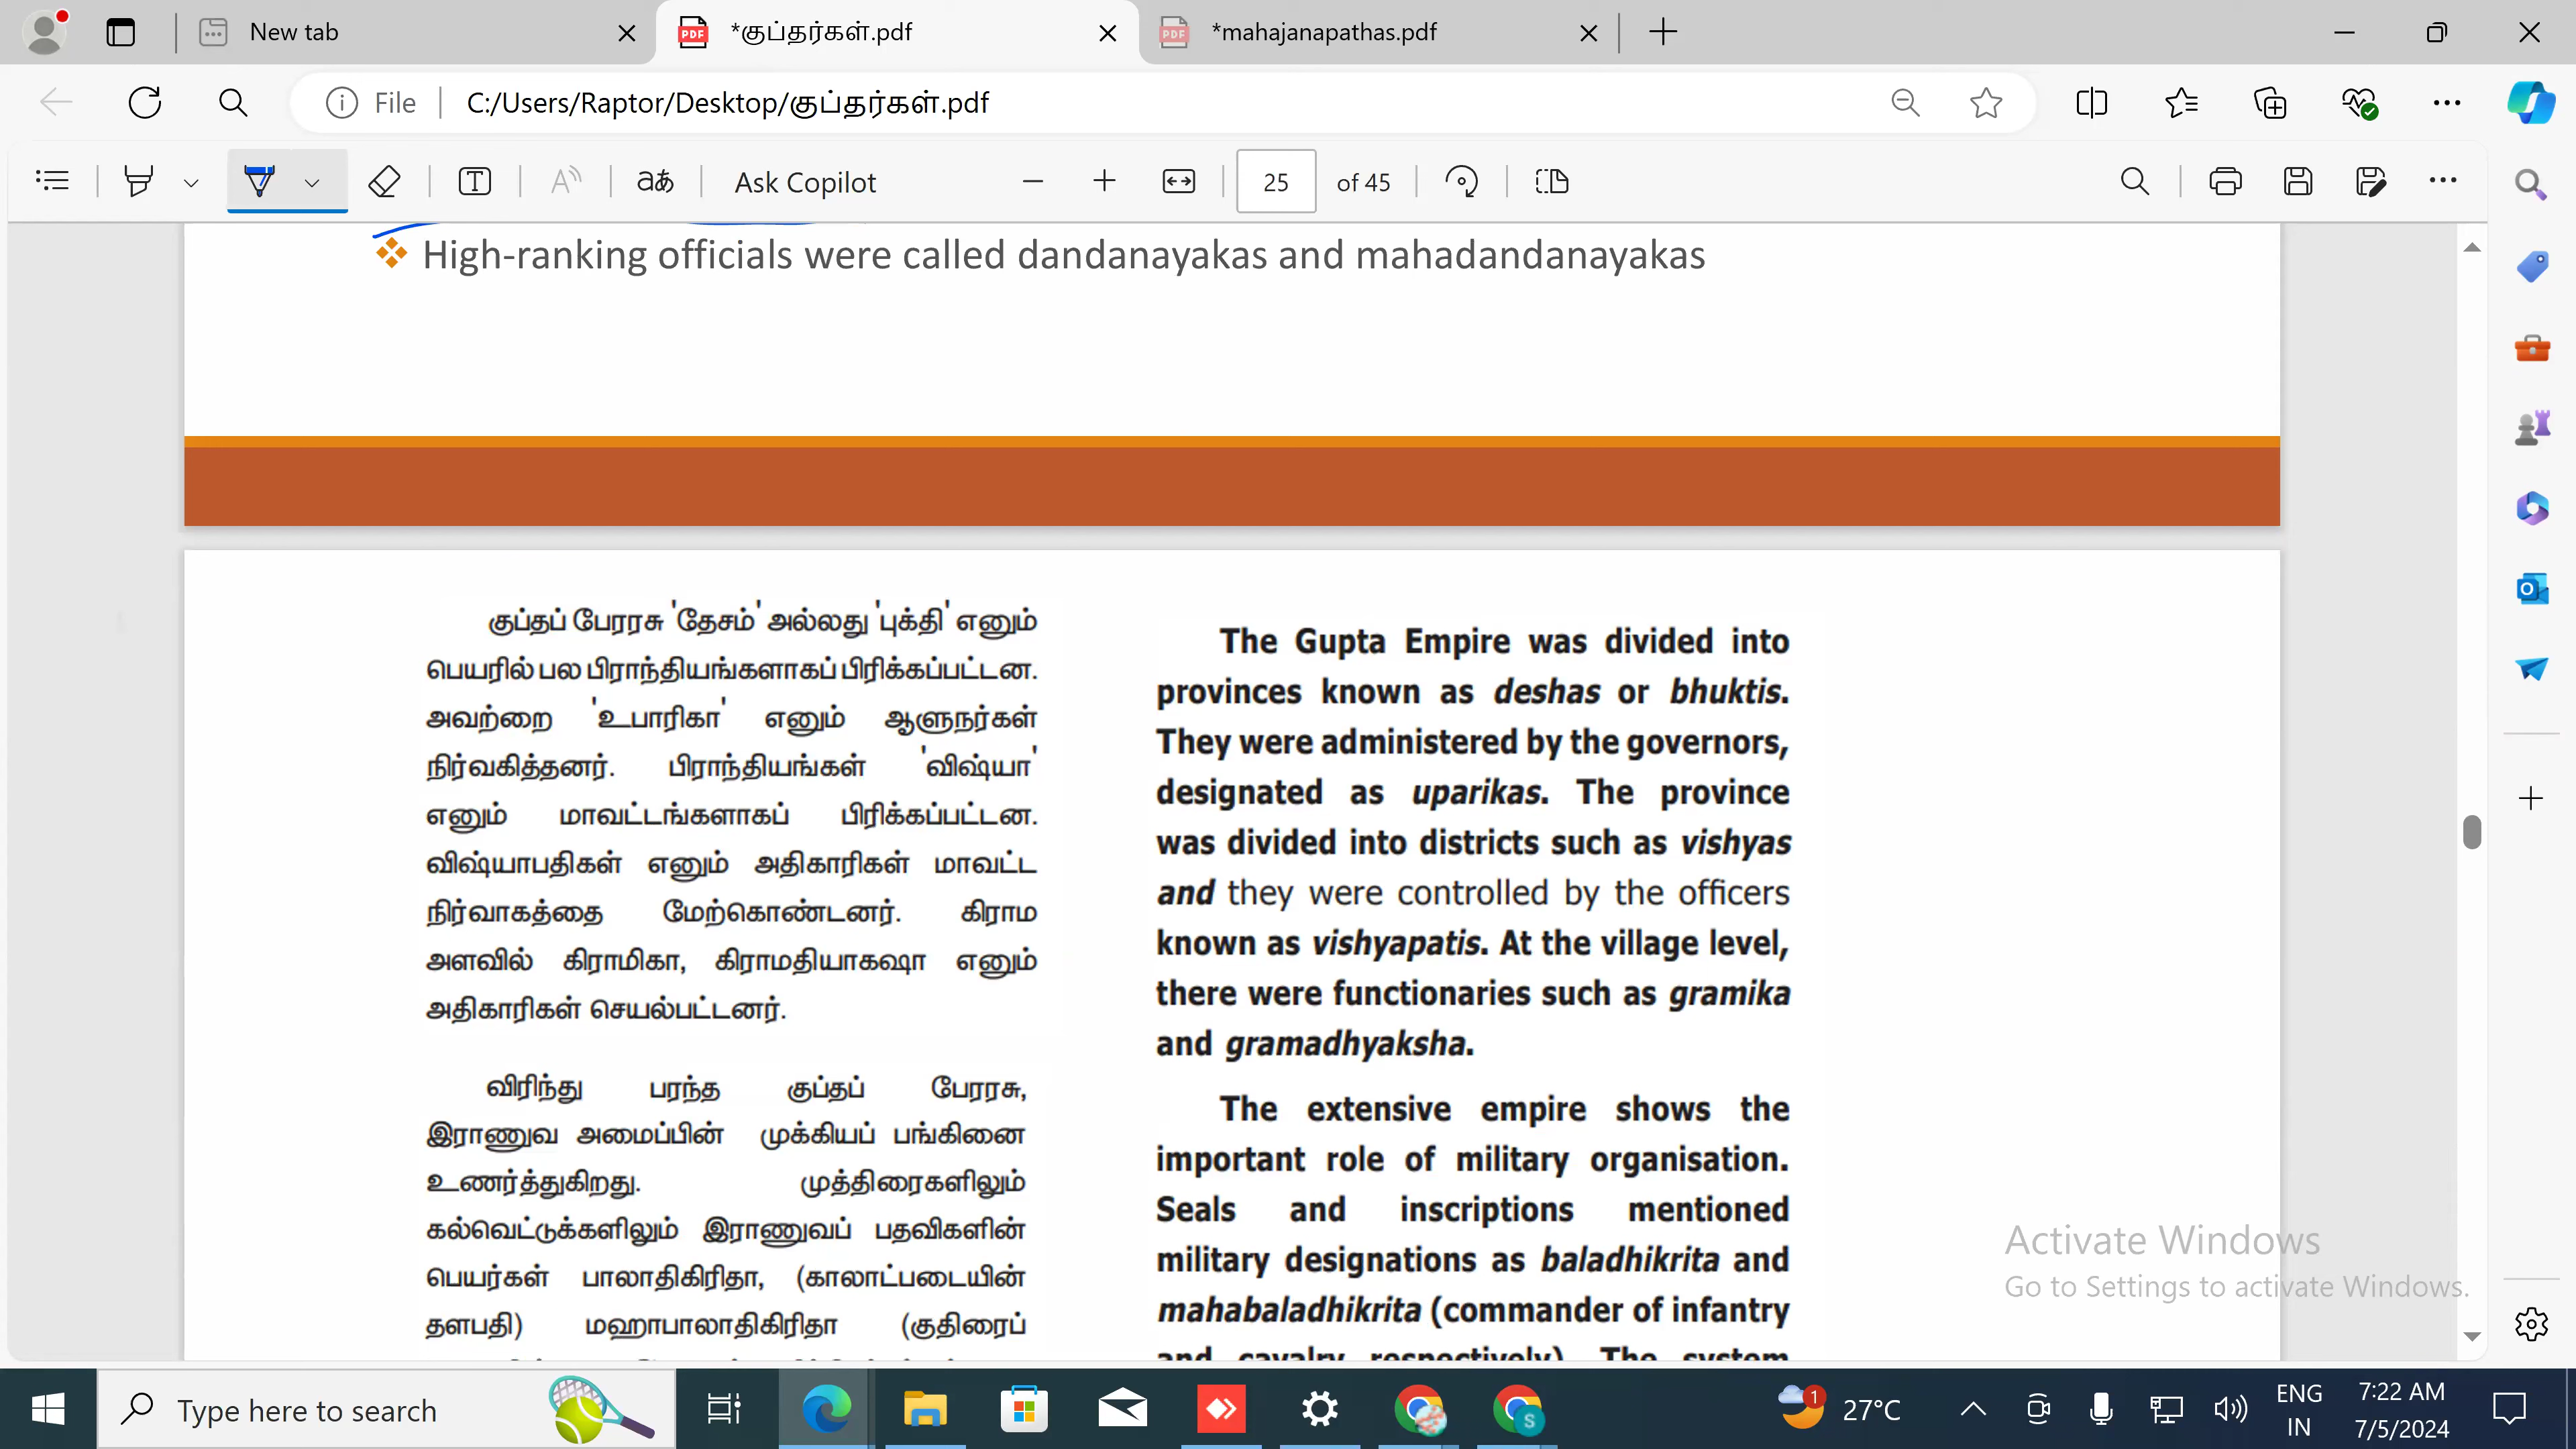 New tab
*குப்தர்கள்.pdf
*mahajanapathas.pdf
File
C:/Users/Raptor/Desktop/குப்தர்கள்.pdf
aあ
Ask Copilot
25 of 45
High-ranking officials were called dandanayakas and mahadandanayakas
குப்தப் பேரரசு 'தேசம்' அல்லது 'புக்தி' எனும்
பெயரில் பல பிராந்தியங்களாகப் பிரிக்கப்பட்டன.
அவற்றை 'உபாரிகா' எனும் ஆளுநர்கள்
நிர்வகித்தனர். பிராந்தியங்கள் 'விஷ்யா'
எனும் மாவட்டங்களாகப் பிரிக்கப்பட்டன.
விஷ்யாபதிகள் எனும் அதிகாரிகள் மாவட்ட
நிர்வாகத்தை மேற்கொண்டனர். கிராம
அளவில் கிராமிகா, கிராமதியாகஷா எனும்
அதிகாரிகள் செயல்பட்டனர்.
விரிந்து பரந்த குப்தப் பேரரசு,
இராணுவ அமைப்பின் முக்கியப் பங்கினை
உணர்த்துகிறது. முத்திரைகளிலும்
கல்வெட்டுக்களிலும் இராணுவப் பதவிகளின்
பெயர்கள் பாலாதிகிரிதா, (காலாட்படையின்
தளபதி) மஹாபாலாதிகிரிதா (குதிரைப்
The Gupta Empire was divided into
provinces known as deshas or bhuktis.
They were administered by the governors,
designated as uparikas. The province
was divided into districts such as vishyas
and they were controlled by the officers
known as vishyapatis. At the village level,
there were functionaries such as gramika
and gramadhyaksha.
The extensive empire shows the
important role of military organisation.
Seals and inscriptions mentioned
military designations as baladhikrita and
mahabaladhikrita (commander of infantry
and cavalry respectively). The system
Activate Windows
Go to Settings to activate Windows.
Type here to search
1
27°C
ENG
IN
7:22 AM
7/5/2024